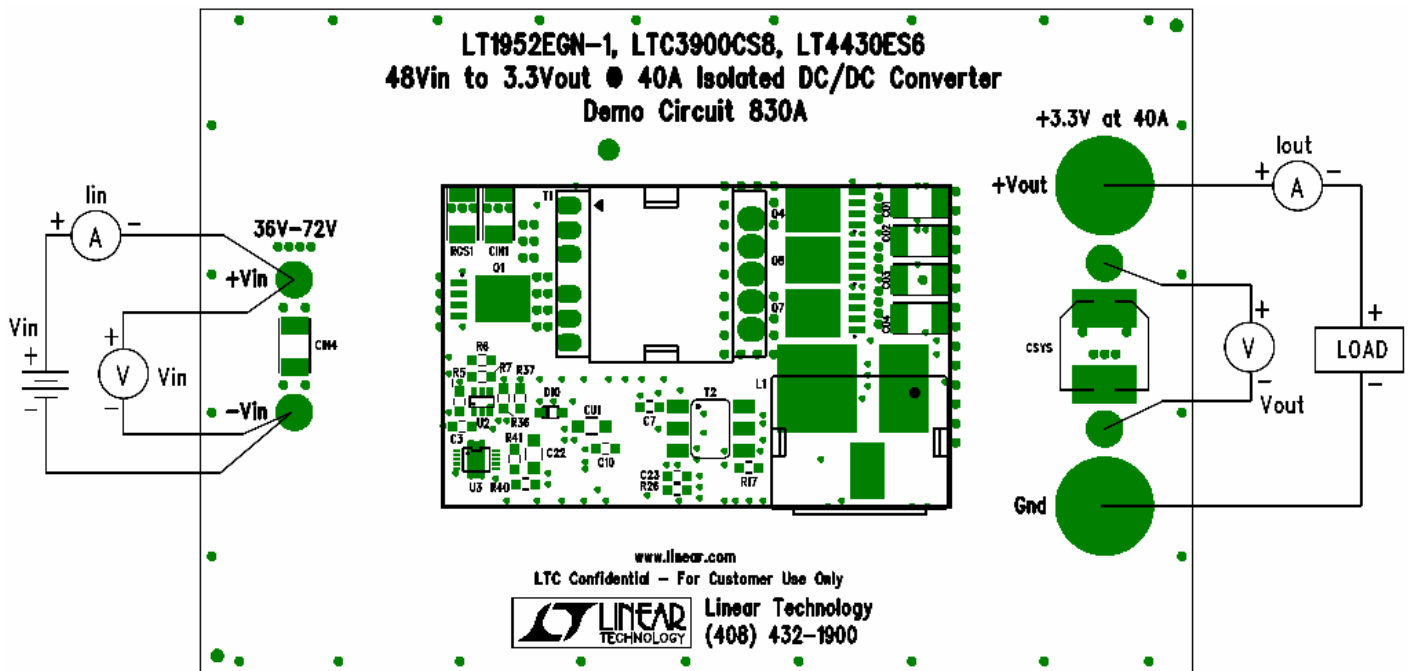 LT1952EGN-1, LTC3900CS8, LT4430ES6
48Vin to 3.3Vout @ 40A Isolated DC/DC Converter
Demo Circuit 830A
+3.3V at 40A
Iin
+ A -
36V-72V
+Vin
Vin
+
-
+
V
-
Vin
CIN4
-Vin
RCS1
CIN1
T1
Q1
Q4
Q6
Q7
CO1
CO2
CO3
CO4
R6
R5
R7
R37
U2
R36
D10
CU1
C3
R41
C22
U3
R40
C10
C7
T2
L1
C23
R26
R17
+Vout
Iout
+ A -
CSYS
+
V
-
Vout
+
LOAD
-
Gnd
www.linear.com
LTC Confidential – For Customer Use Only
LT LINEAR
TECHNOLOGY
Linear Technology
(408) 432-1900